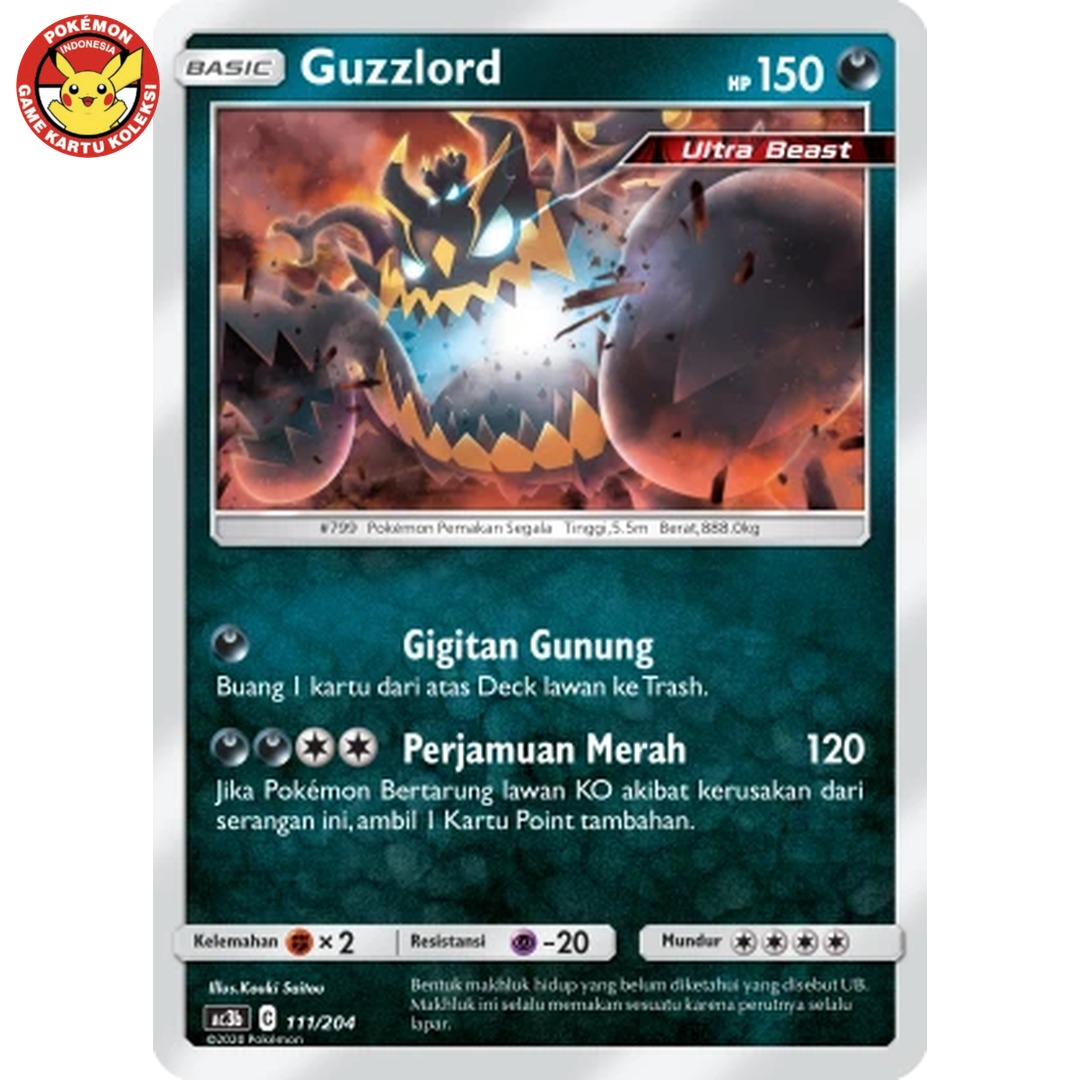 POKÉMON
INDONESIA
GAME KARTU KOLEKSI
BASIC Guzzlord HP 150
Ultra Beast
#799 Pokémon Pemakan Segala Tinggi,5.5m Berat,888.0kg
Gigitan Gunung
Buang 1 kartu dari atas Deck lawan ke Trash.
Perjamuan Merah 120
Jika Pokémon Bertarung lawan KO akibat kerusakan dari
serangan ini, ambil 1 Kartu Point tambahan.
Kelemahan ×2 Resistansi -20 Mundur
Illus.Kouki Saitou
Bentuk makhluk hidup yang belum diketahui yang disebut UB.
Makhluk ini selalu memakan sesuatu karena perutnya selalu
lapar.
AC3b C 111/204
©2020 Pokémon